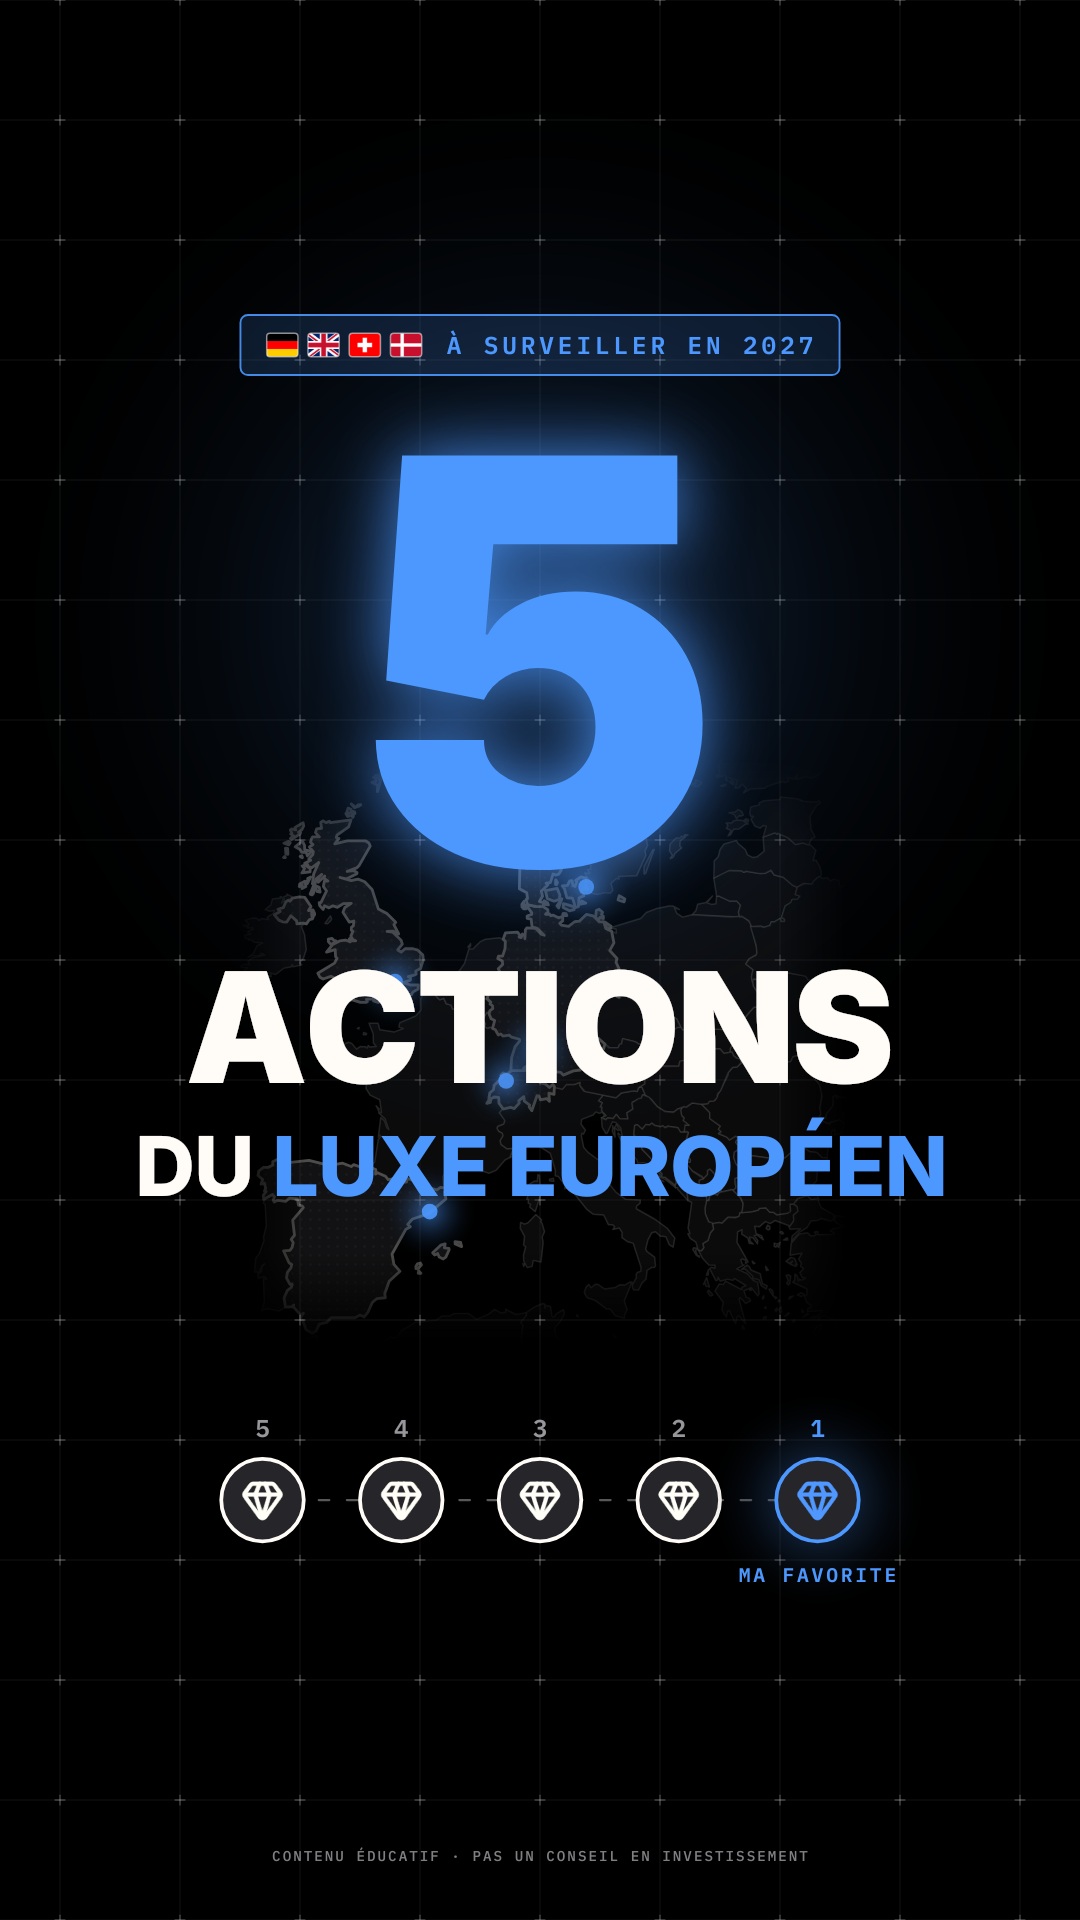 À SURVEILLER EN 2027
5
ACTIONS
DU LUXE EUROPÉEN
5 4 3 2 1
MA FAVORITE
CONTENU ÉDUCATIF · PAS UN CONSEIL EN INVESTISSEMENT